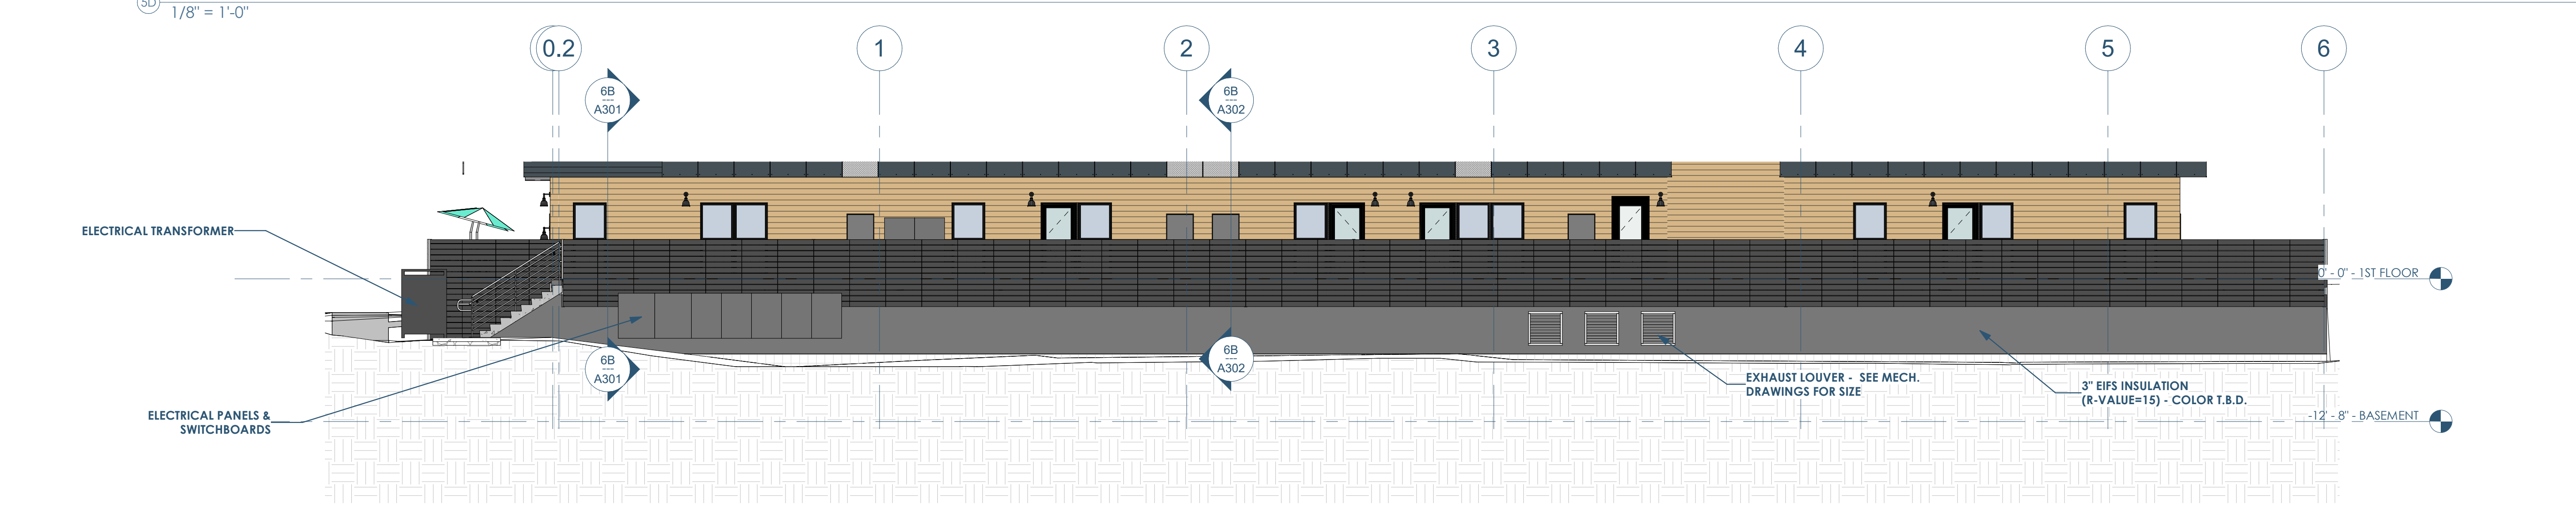 5D
1/8" = 1'-0"
0.2
1
2
3
4
5
6
6B
---
A301
6B
---
A302
ELECTRICAL TRANSFORMER
0' - 0" - 1ST FLOOR
6B
---
A301
6B
---
A302
EXHAUST LOUVER - SEE MECH.
DRAWINGS FOR SIZE
3" EIFS INSULATION
(R-VALUE=15) - COLOR T.B.D.
ELECTRICAL PANELS &
SWITCHBOARDS
-12' - 8" - BASEMENT